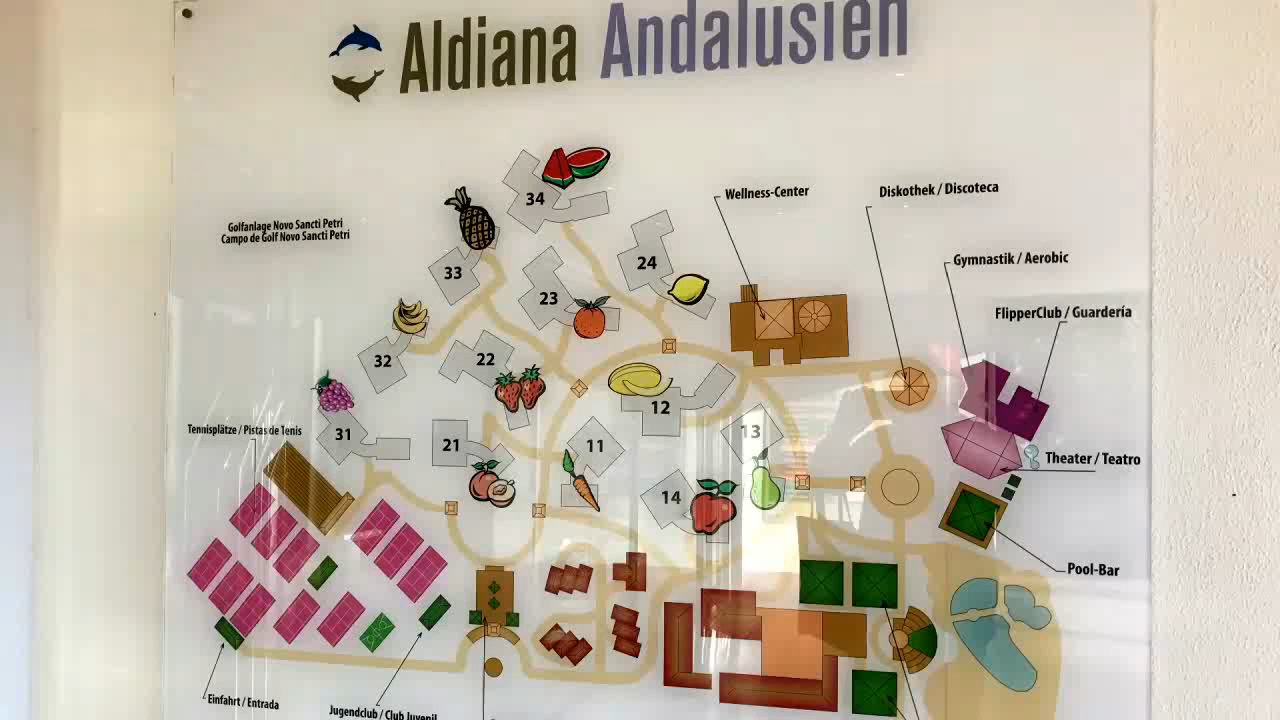 Aldiana Andalusien
34
Wellness-Center
Diskothek / Discoteca
Golfanlage Novo Sancti Petri
Campo de Golf Novo Sancti Petri
33
24
Gymnastik / Aerobic
23
FlipperClub / Guardería
32
22
12
Tennisplätze / Pistas de Tenis
31
21
11
13
Theater / Teatro
14
Pool-Bar
Einfahrt / Entrada
Jugendclub / Club Juvenil